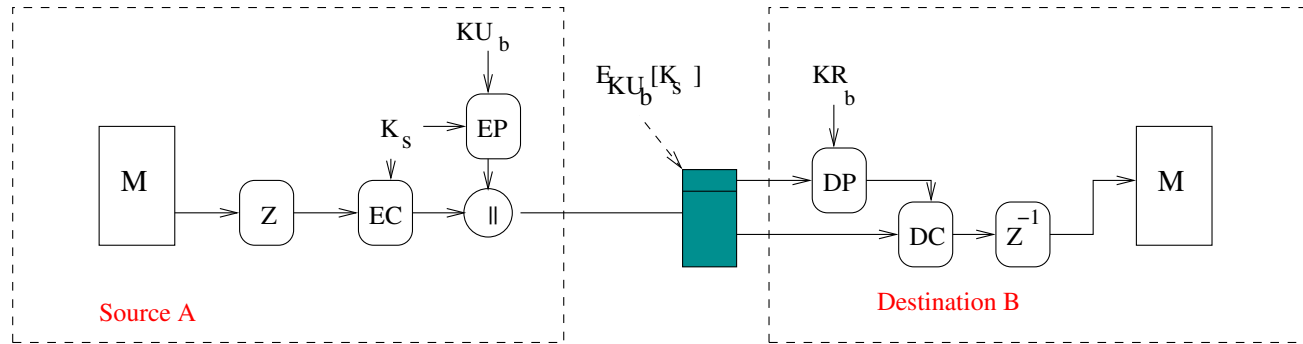 KU b
E KU b [K s ]
KR b
K s
EP
M
Z
EC
||
DP
DC
Z -1
M
Source A
Destination B